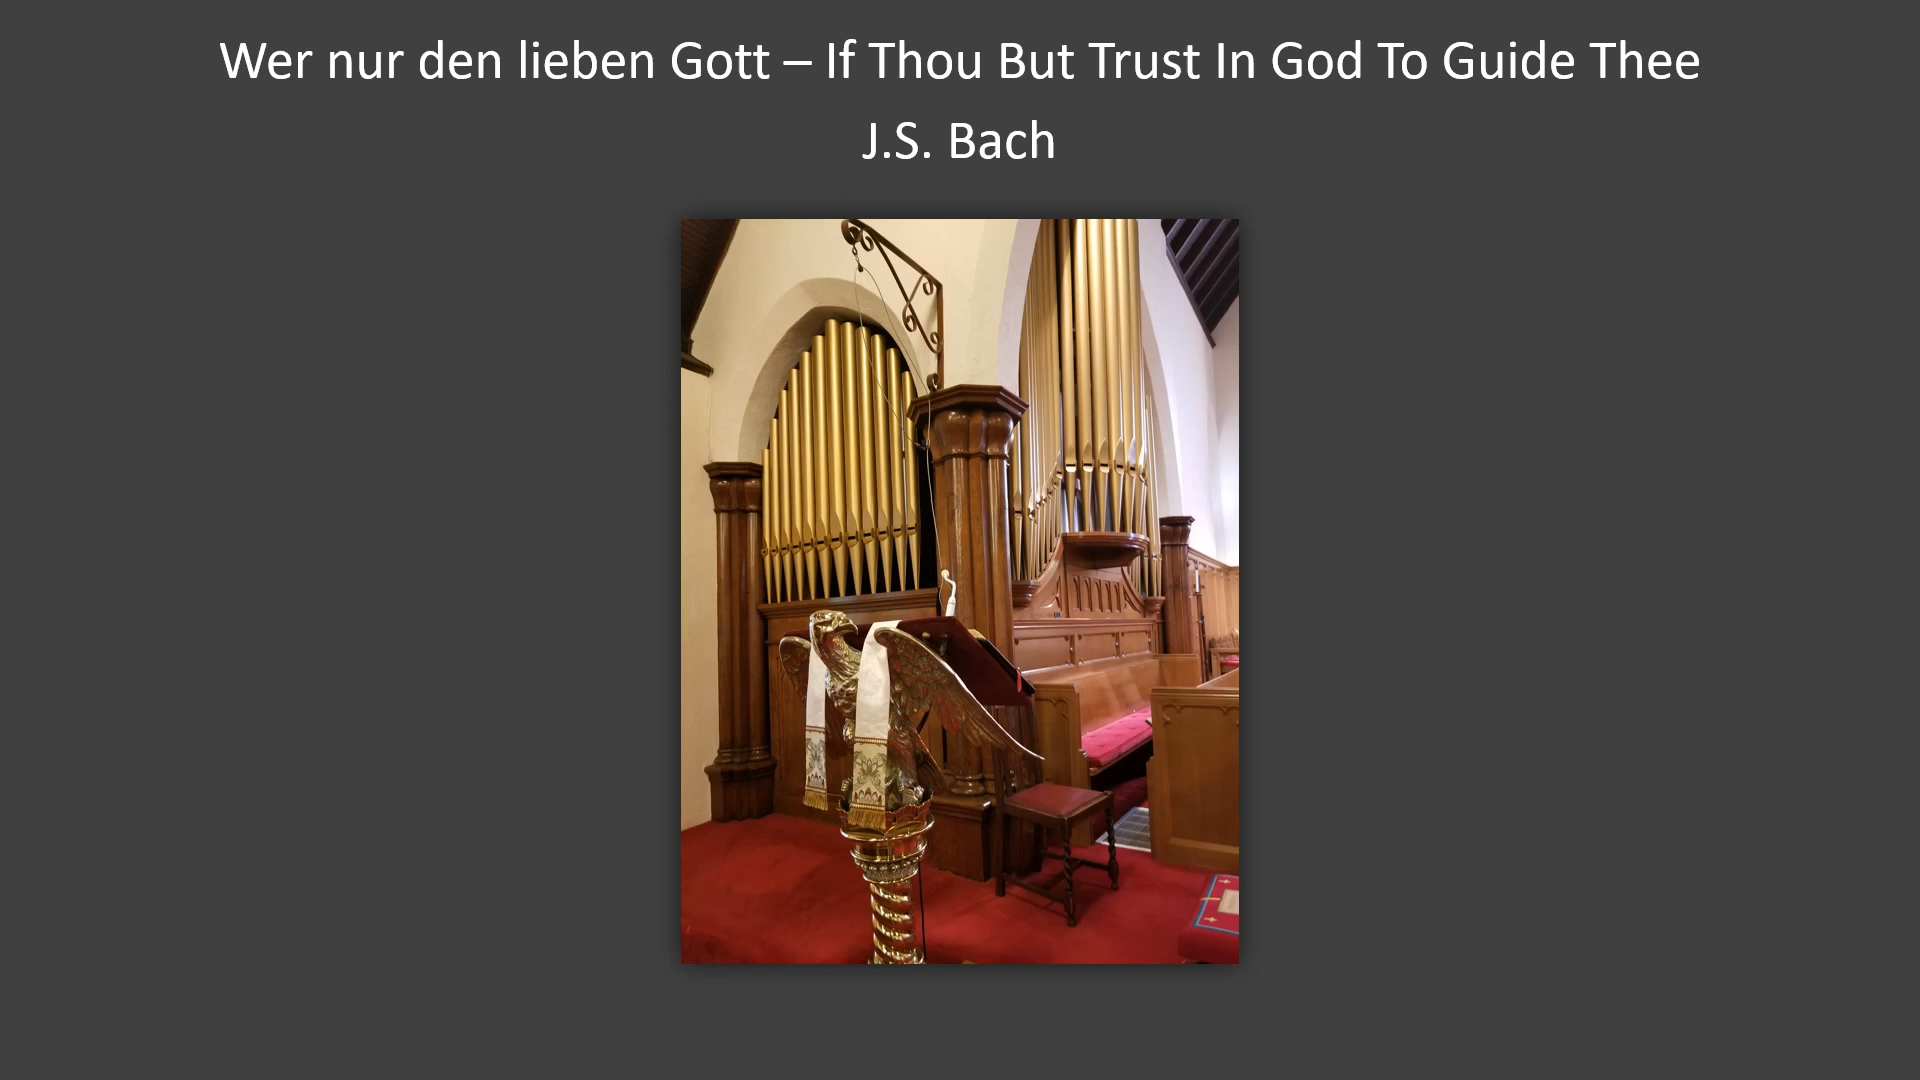 Wer nur den lieben Gott – If Thou But Trust In God To Guide Thee
J.S. Bach